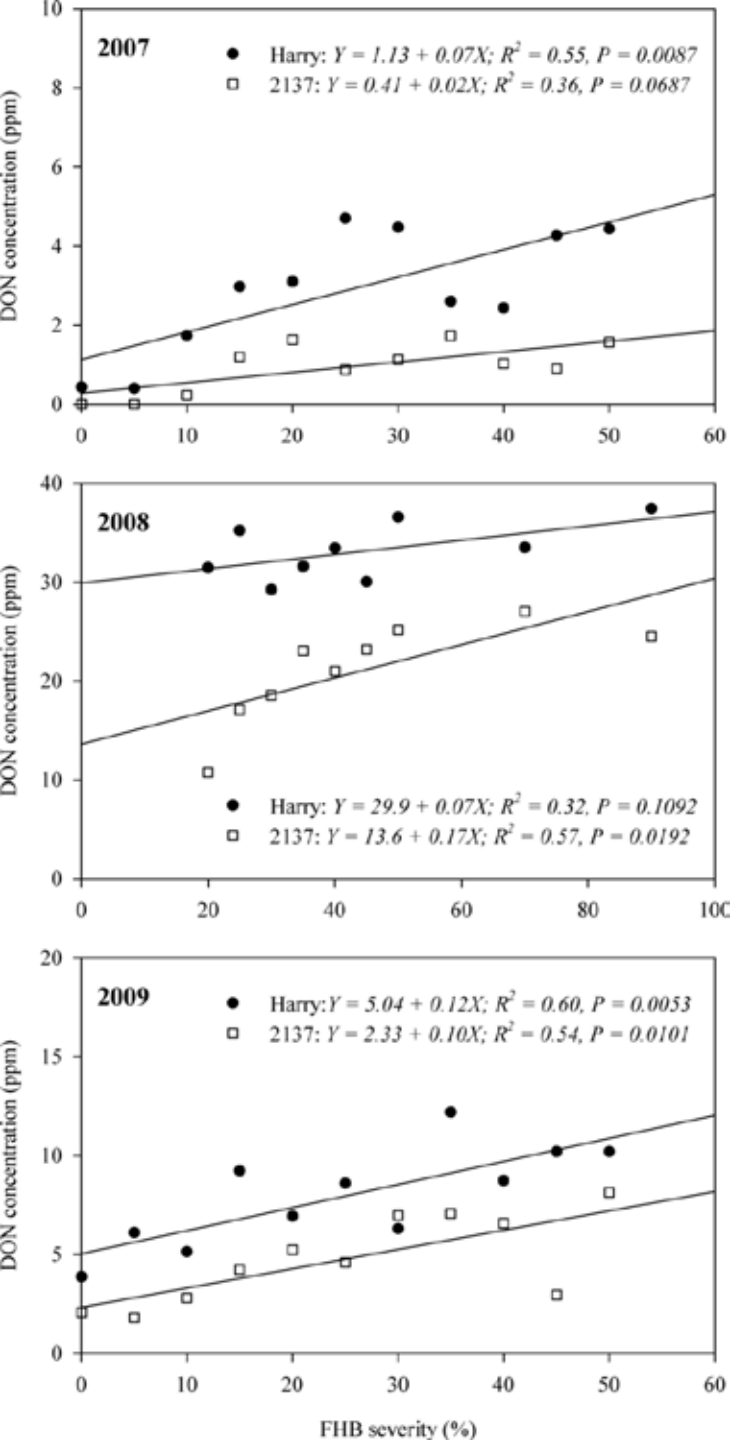 10
2007
Harry: Y = 1.13 + 0.07X; R² = 0.55, P = 0.0087
2137: Y = 0.41 + 0.02X; R² = 0.36, P = 0.0687
8
6
4
2
0
DON concentration (ppm)
0 10 20 30 40 50 60
40
2008
30
20
10
0
DON concentration (ppm)
Harry: Y = 29.9 + 0.07X; R² = 0.32, P = 0.1092
2137: Y = 13.6 + 0.17X; R² = 0.57, P = 0.0192
0 20 40 60 80 100
20
2009
Harry:Y = 5.04 + 0.12X; R² = 0.60, P = 0.0053
2137: Y = 2.33 + 0.10X; R² = 0.54, P = 0.0101
15
10
5
0
DON concentration (ppm)
0 10 20 30 40 50 60
FHB severity (%)